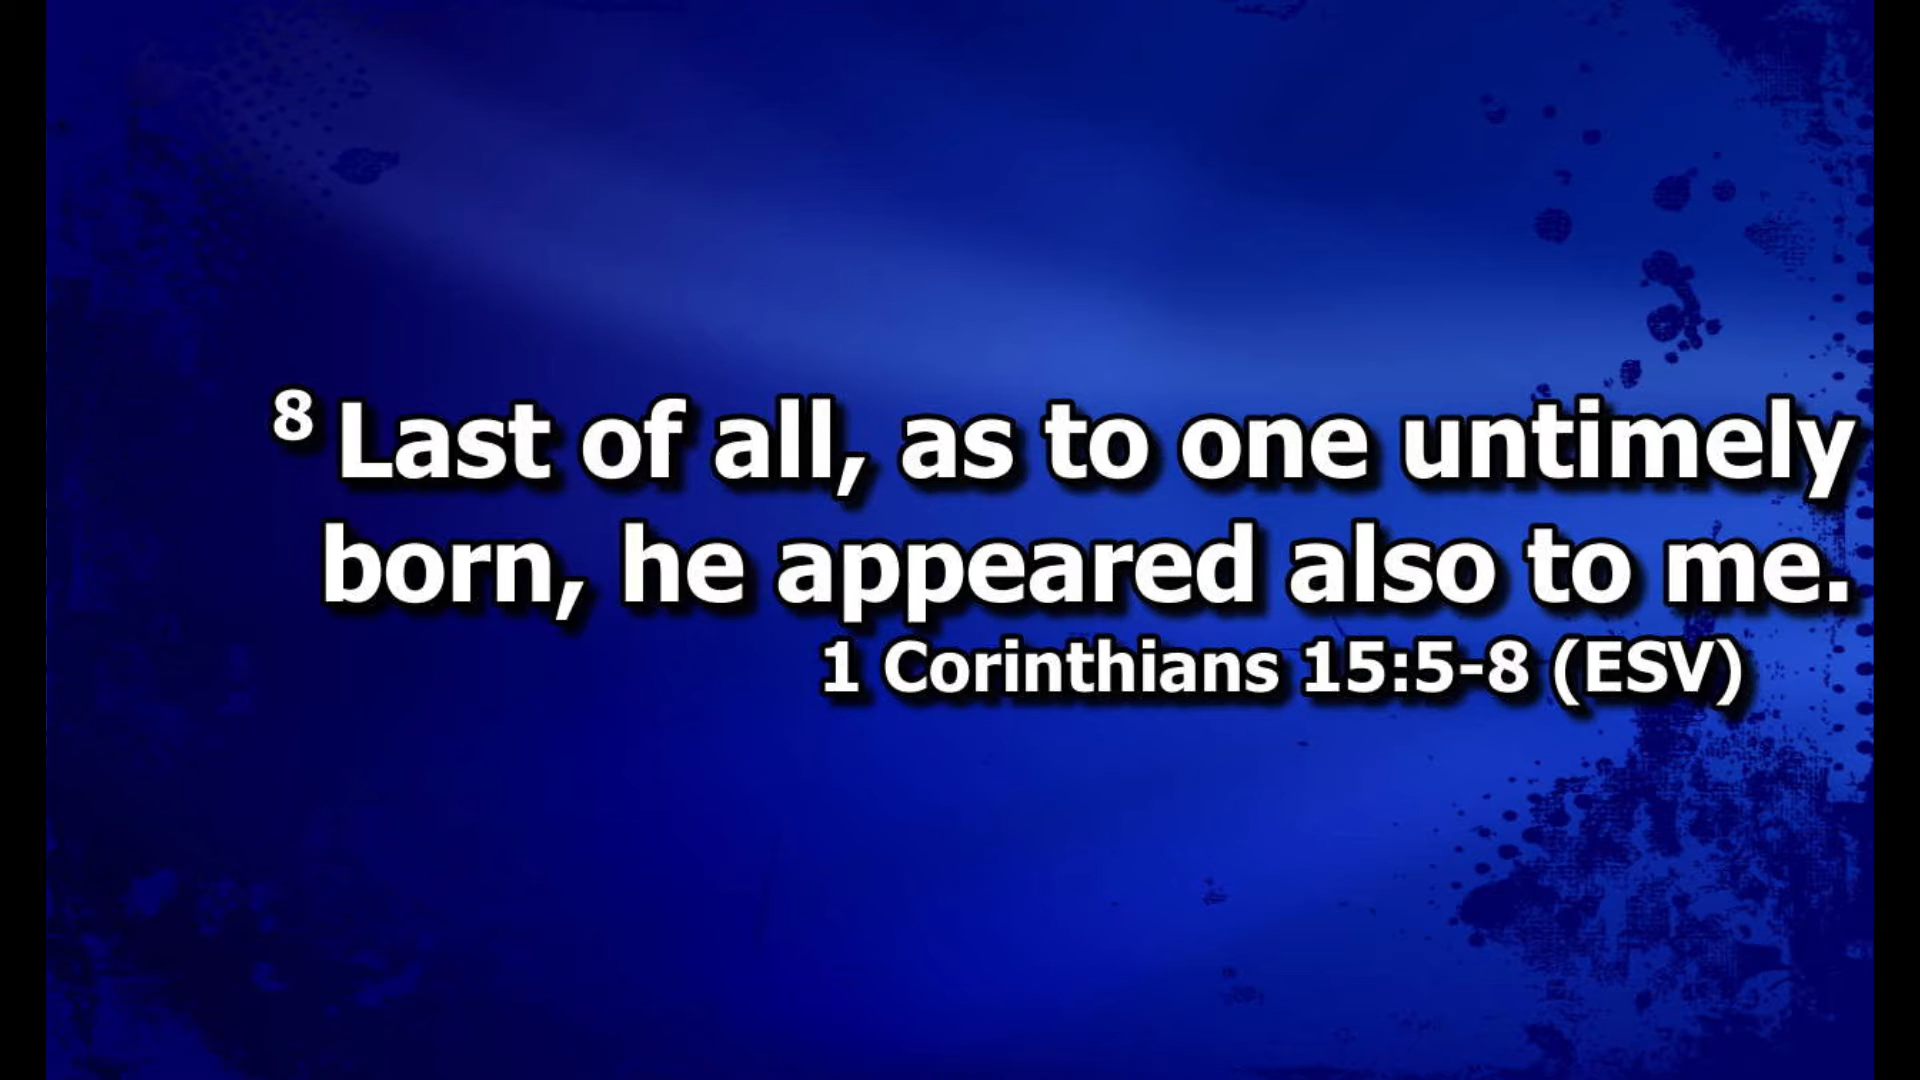 8 Last of all, as to one untimely
born, he appeared also to me.
1 Corinthians 15:5-8 (ESV)